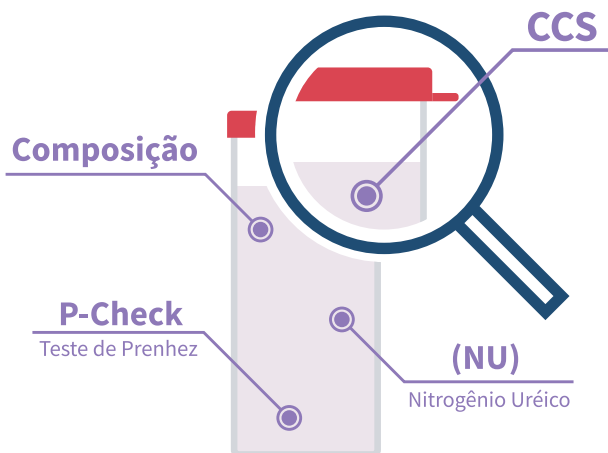 CCS
Composição
P-Check
Teste de Prenhez
(NU)
Nitrogênio Uréico